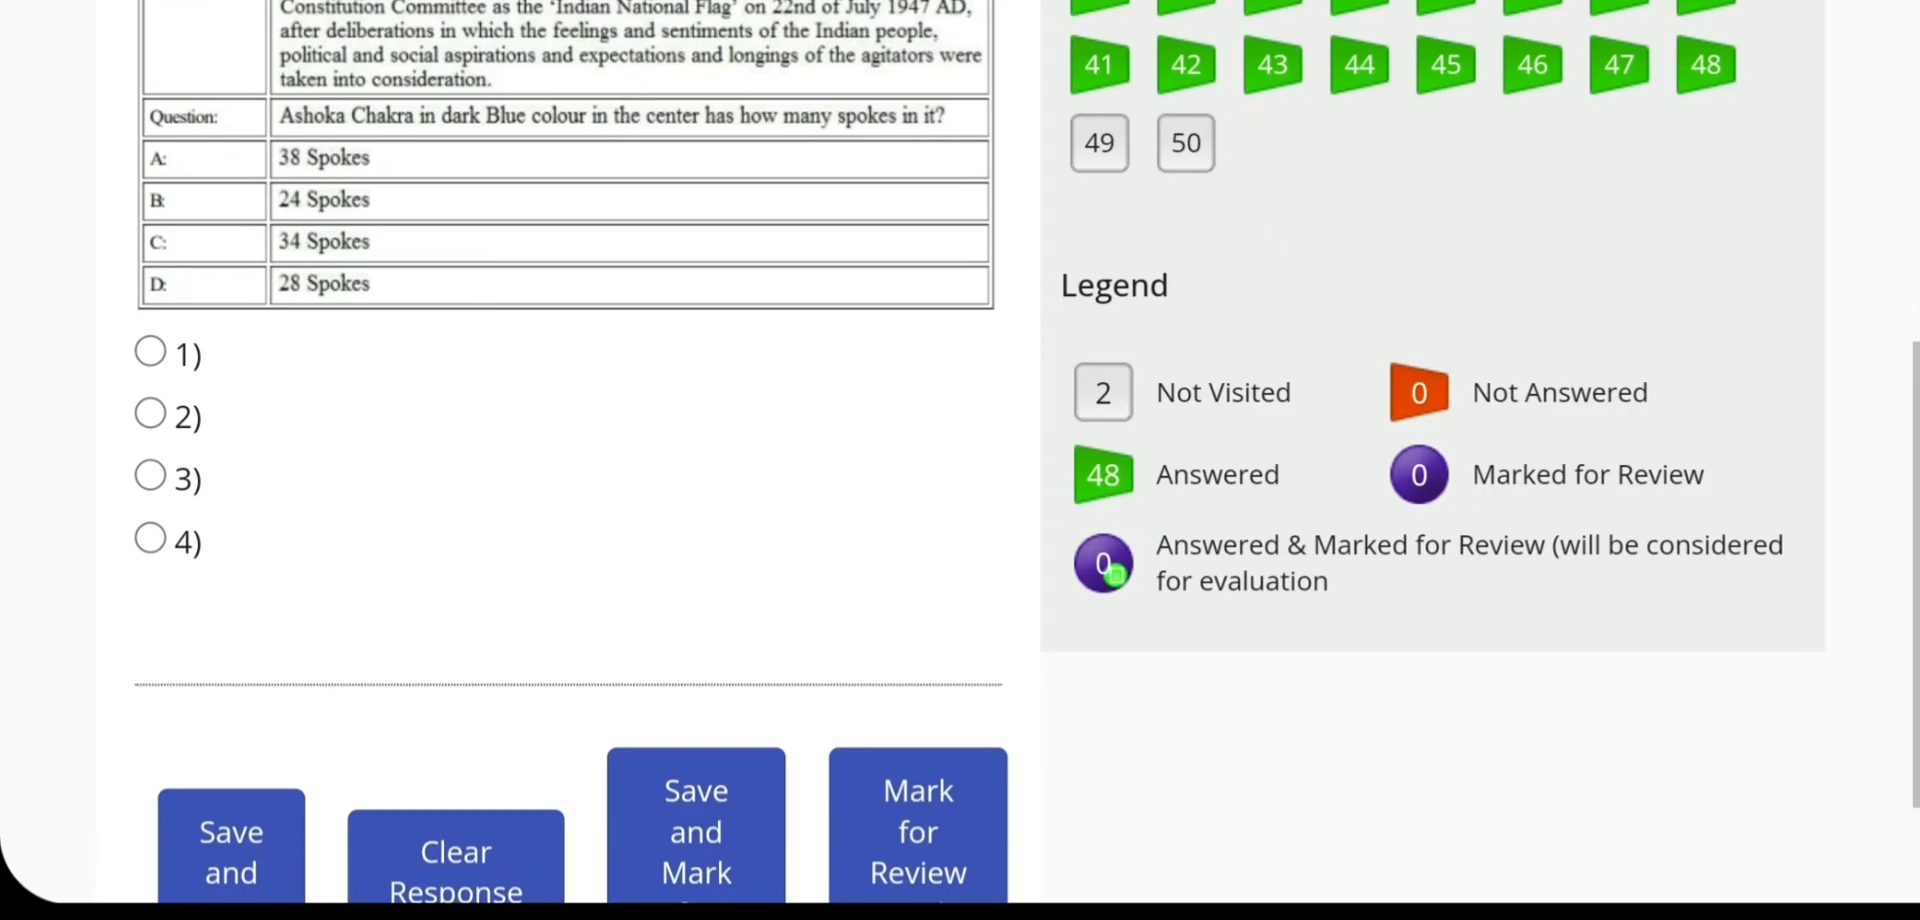 Constitution Committee as the 'Indian National Flag' on 22nd of July 1947 AD,
after deliberations in which the feelings and sentiments of the Indian people,
political and social aspirations and expectations and longings of the agitators were
taken into consideration.
Question: Ashoka Chakra in dark Blue colour in the center has how many spokes in it?
A: 38 Spokes
B: 24 Spokes
C: 34 Spokes
D: 28 Spokes
1)
2)
3)
4)
Save
and
Clear
Response
Save
and
Mark
Mark
for
Review
41 42 43 44 45 46 47 48
49 50
Legend
2 Not Visited 0 Not Answered
48 Answered 0 Marked for Review
0 Answered & Marked for Review (will be considered
for evaluation